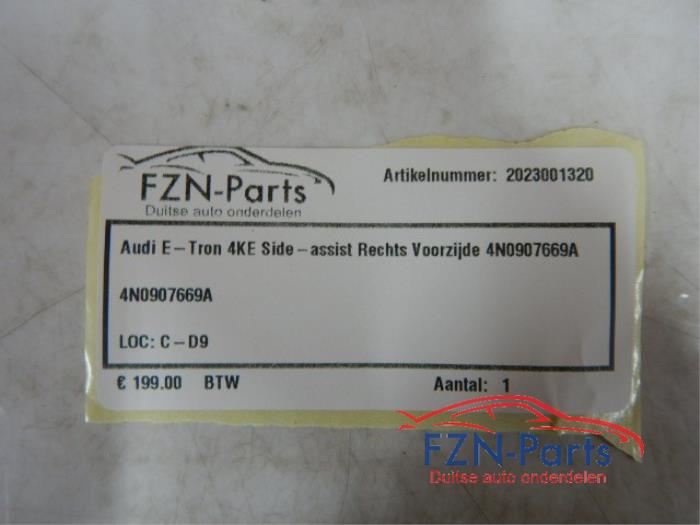 FZN-Parts
Duitse auto onderdelen
Artikelnummer: 2023001320
Audi E-Tron 4KE Side-assist Rechts Voorzijde 4N0907669A
4N0907669A
LOC: C-D9
€ 199.00 BTW
Aantal: 1
FZN-Parts
Duitse auto onderdelen